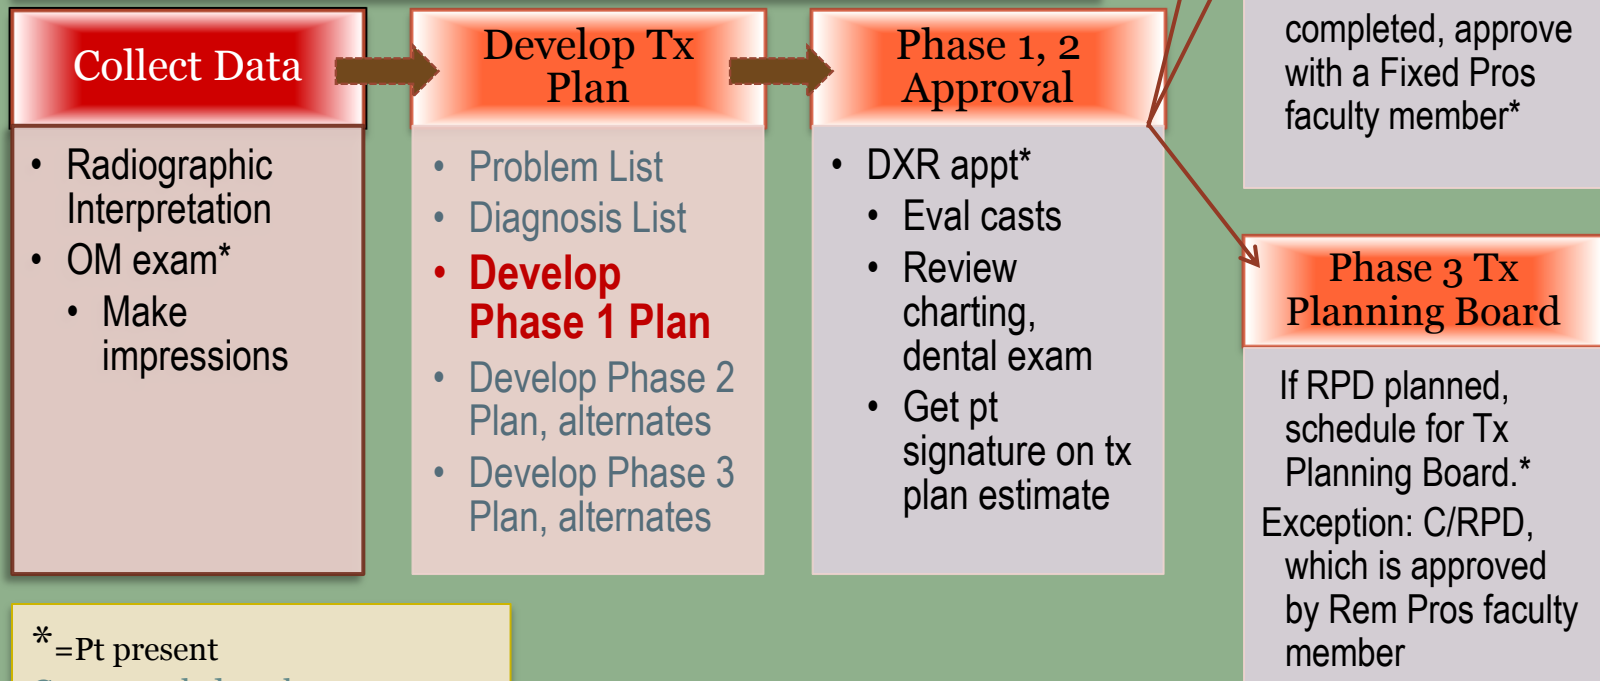 Collect Data
• Radiographic
Interpretation
• OM exam*
• Make
impressions
Develop Tx
Plan
• Problem List
• Diagnosis List
• Develop
Phase 1 Plan
• Develop Phase 2
Plan, alternates
• Develop Phase 3
Plan, alternates
Phase 1, 2
Approval
• DXR appt*
• Eval casts
• Review
charting,
dental exam
• Get pt
signature on tx
plan estimate
completed, approve
with a Fixed Pros
faculty member*
Phase 3 Tx
Planning Board
If RPD planned,
schedule for Tx
Planning Board.*
Exception: C/RPD,
which is approved
by Rem Pros faculty
member
*=Pt present